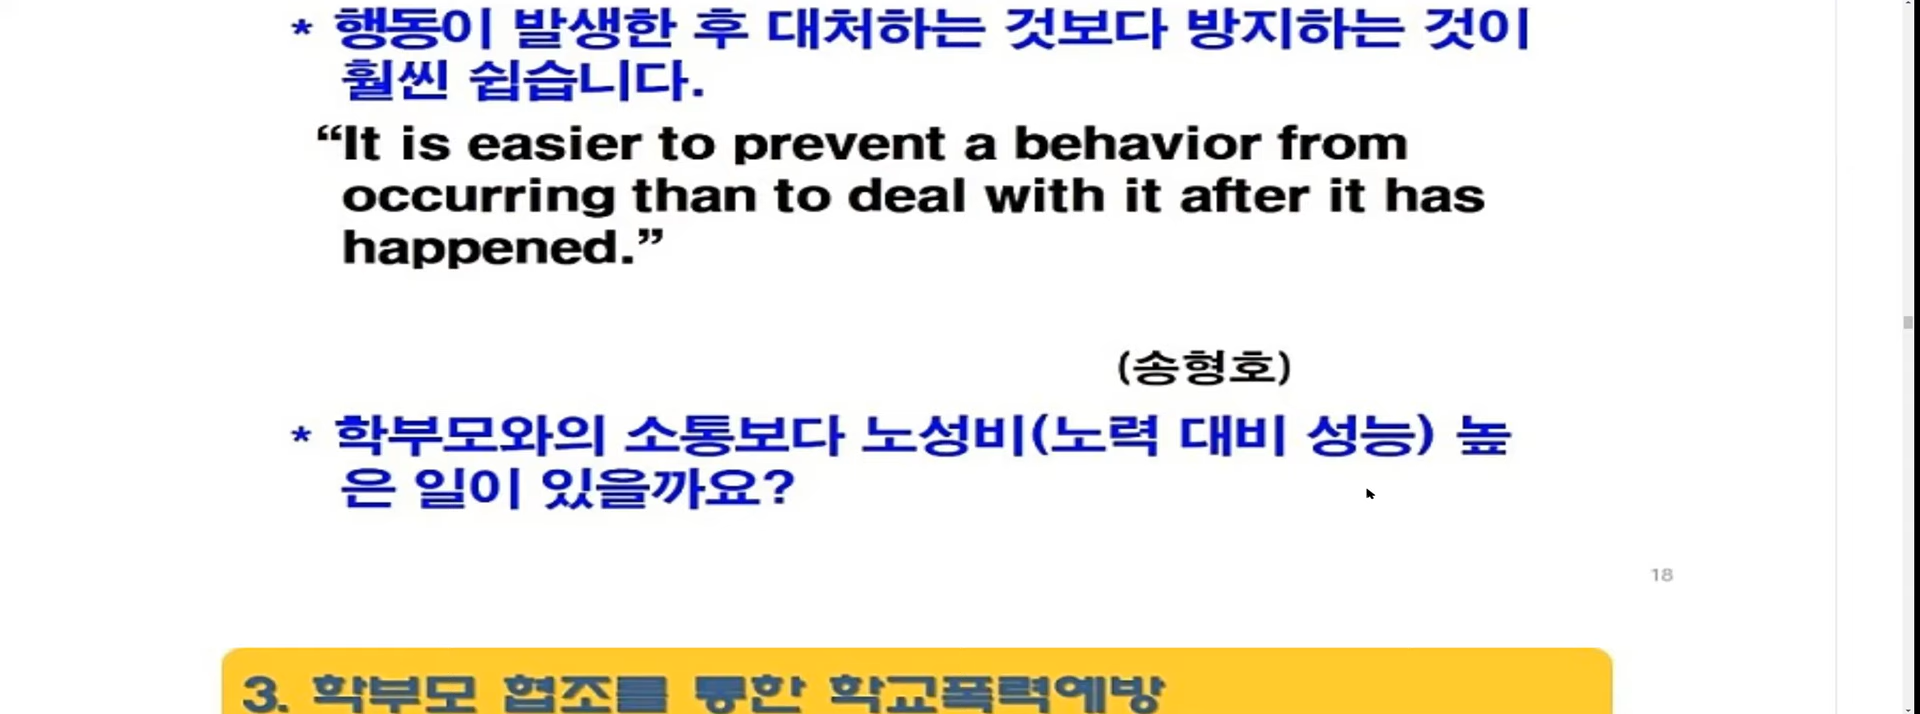 * 행동이 발생한 후 대처하는 것보다 방지하는 것이
훨씬 쉽습니다.
“It is easier to prevent a behavior from
occurring than to deal with it after it has
happened.”
(송형호)
* 학부모와의 소통보다 노성비(노력 대비 성능) 높
은 일이 있을까요?
18
3. 학부모 협조를 통한 학교폭력예방